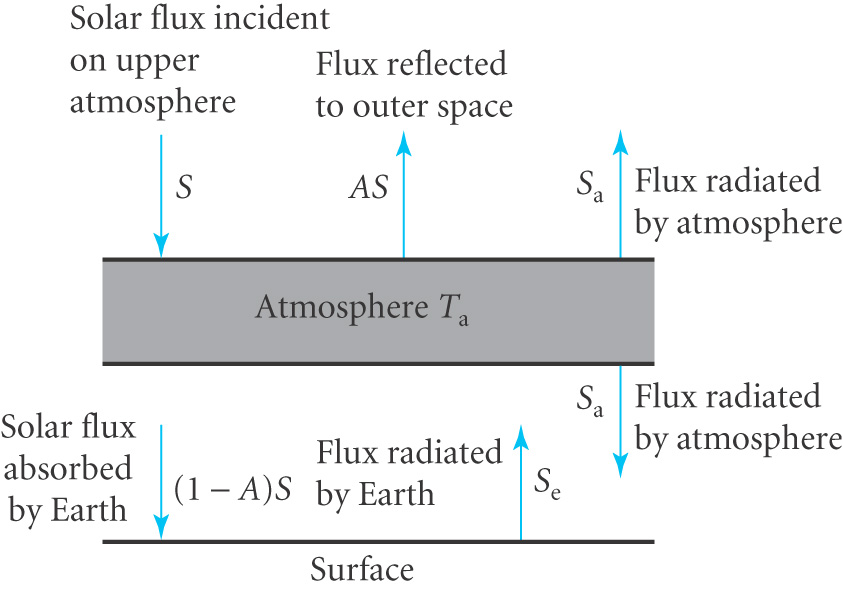 Solar flux incident
on upper
atmosphere
Flux reflected
to outer space
S
AS
Sₐ
Flux radiated
by atmosphere
Atmosphere Tₐ
Solar flux
absorbed
by Earth
(1 − A)S
Flux radiated
by Earth
Sₑ
Sₐ
Flux radiated
by atmosphere
Surface